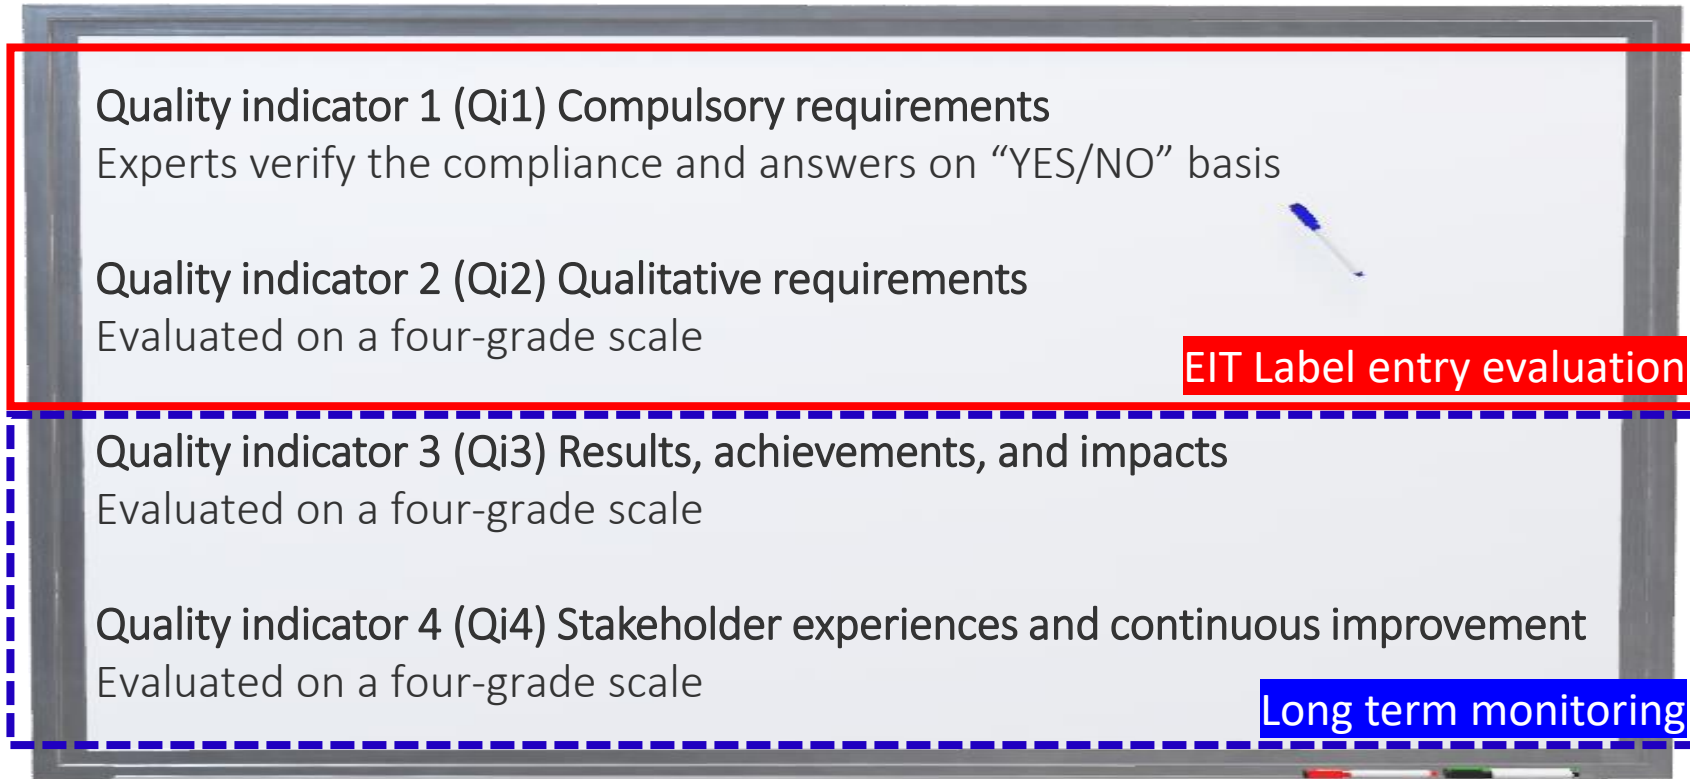 Quality indicator 1 (Qi1) Compulsory requirements
Experts verify the compliance and answers on “YES/NO” basis
Quality indicator 2 (Qi2) Qualitative requirements
Evaluated on a four-grade scale
EIT Label entry evaluation
Quality indicator 3 (Qi3) Results, achievements, and impacts
Evaluated on a four-grade scale
Quality indicator 4 (Qi4) Stakeholder experiences and continuous improvement
Evaluated on a four-grade scale
Long term monitoring